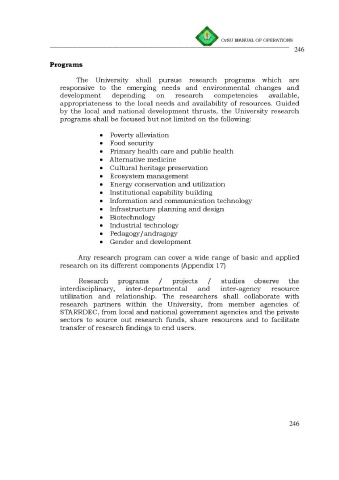 CvSU MANUAL OF OPERATIONS
246
Programs
The University shall pursue research programs which are
responsive to the emerging needs and environmental changes and
development depending on research competencies available,
appropriateness to the local needs and availability of resources. Guided
by the local and national development thrusts, the University research
programs shall be focused but not limited on the following:
• Poverty alleviation
• Food security
• Primary health care and public health
• Alternative medicine
• Cultural heritage preservation
• Ecosystem management
• Energy conservation and utilization
• Institutional capability building
• Information and communication technology
• Infrastructure planning and design
• Biotechnology
• Industrial technology
• Pedagogy/andragogy
• Gender and development
Any research program can cover a wide range of basic and applied
research on its different components (Appendix 17)
Research programs / projects / studies observe the
interdisciplinary, inter-departmental and inter-agency resource
utilization and relationship. The researchers shall collaborate with
research partners within the University, from member agencies of
STARRDEC, from local and national government agencies and the private
sectors to source out research funds, share resources and to facilitate
transfer of research findings to end users.
246